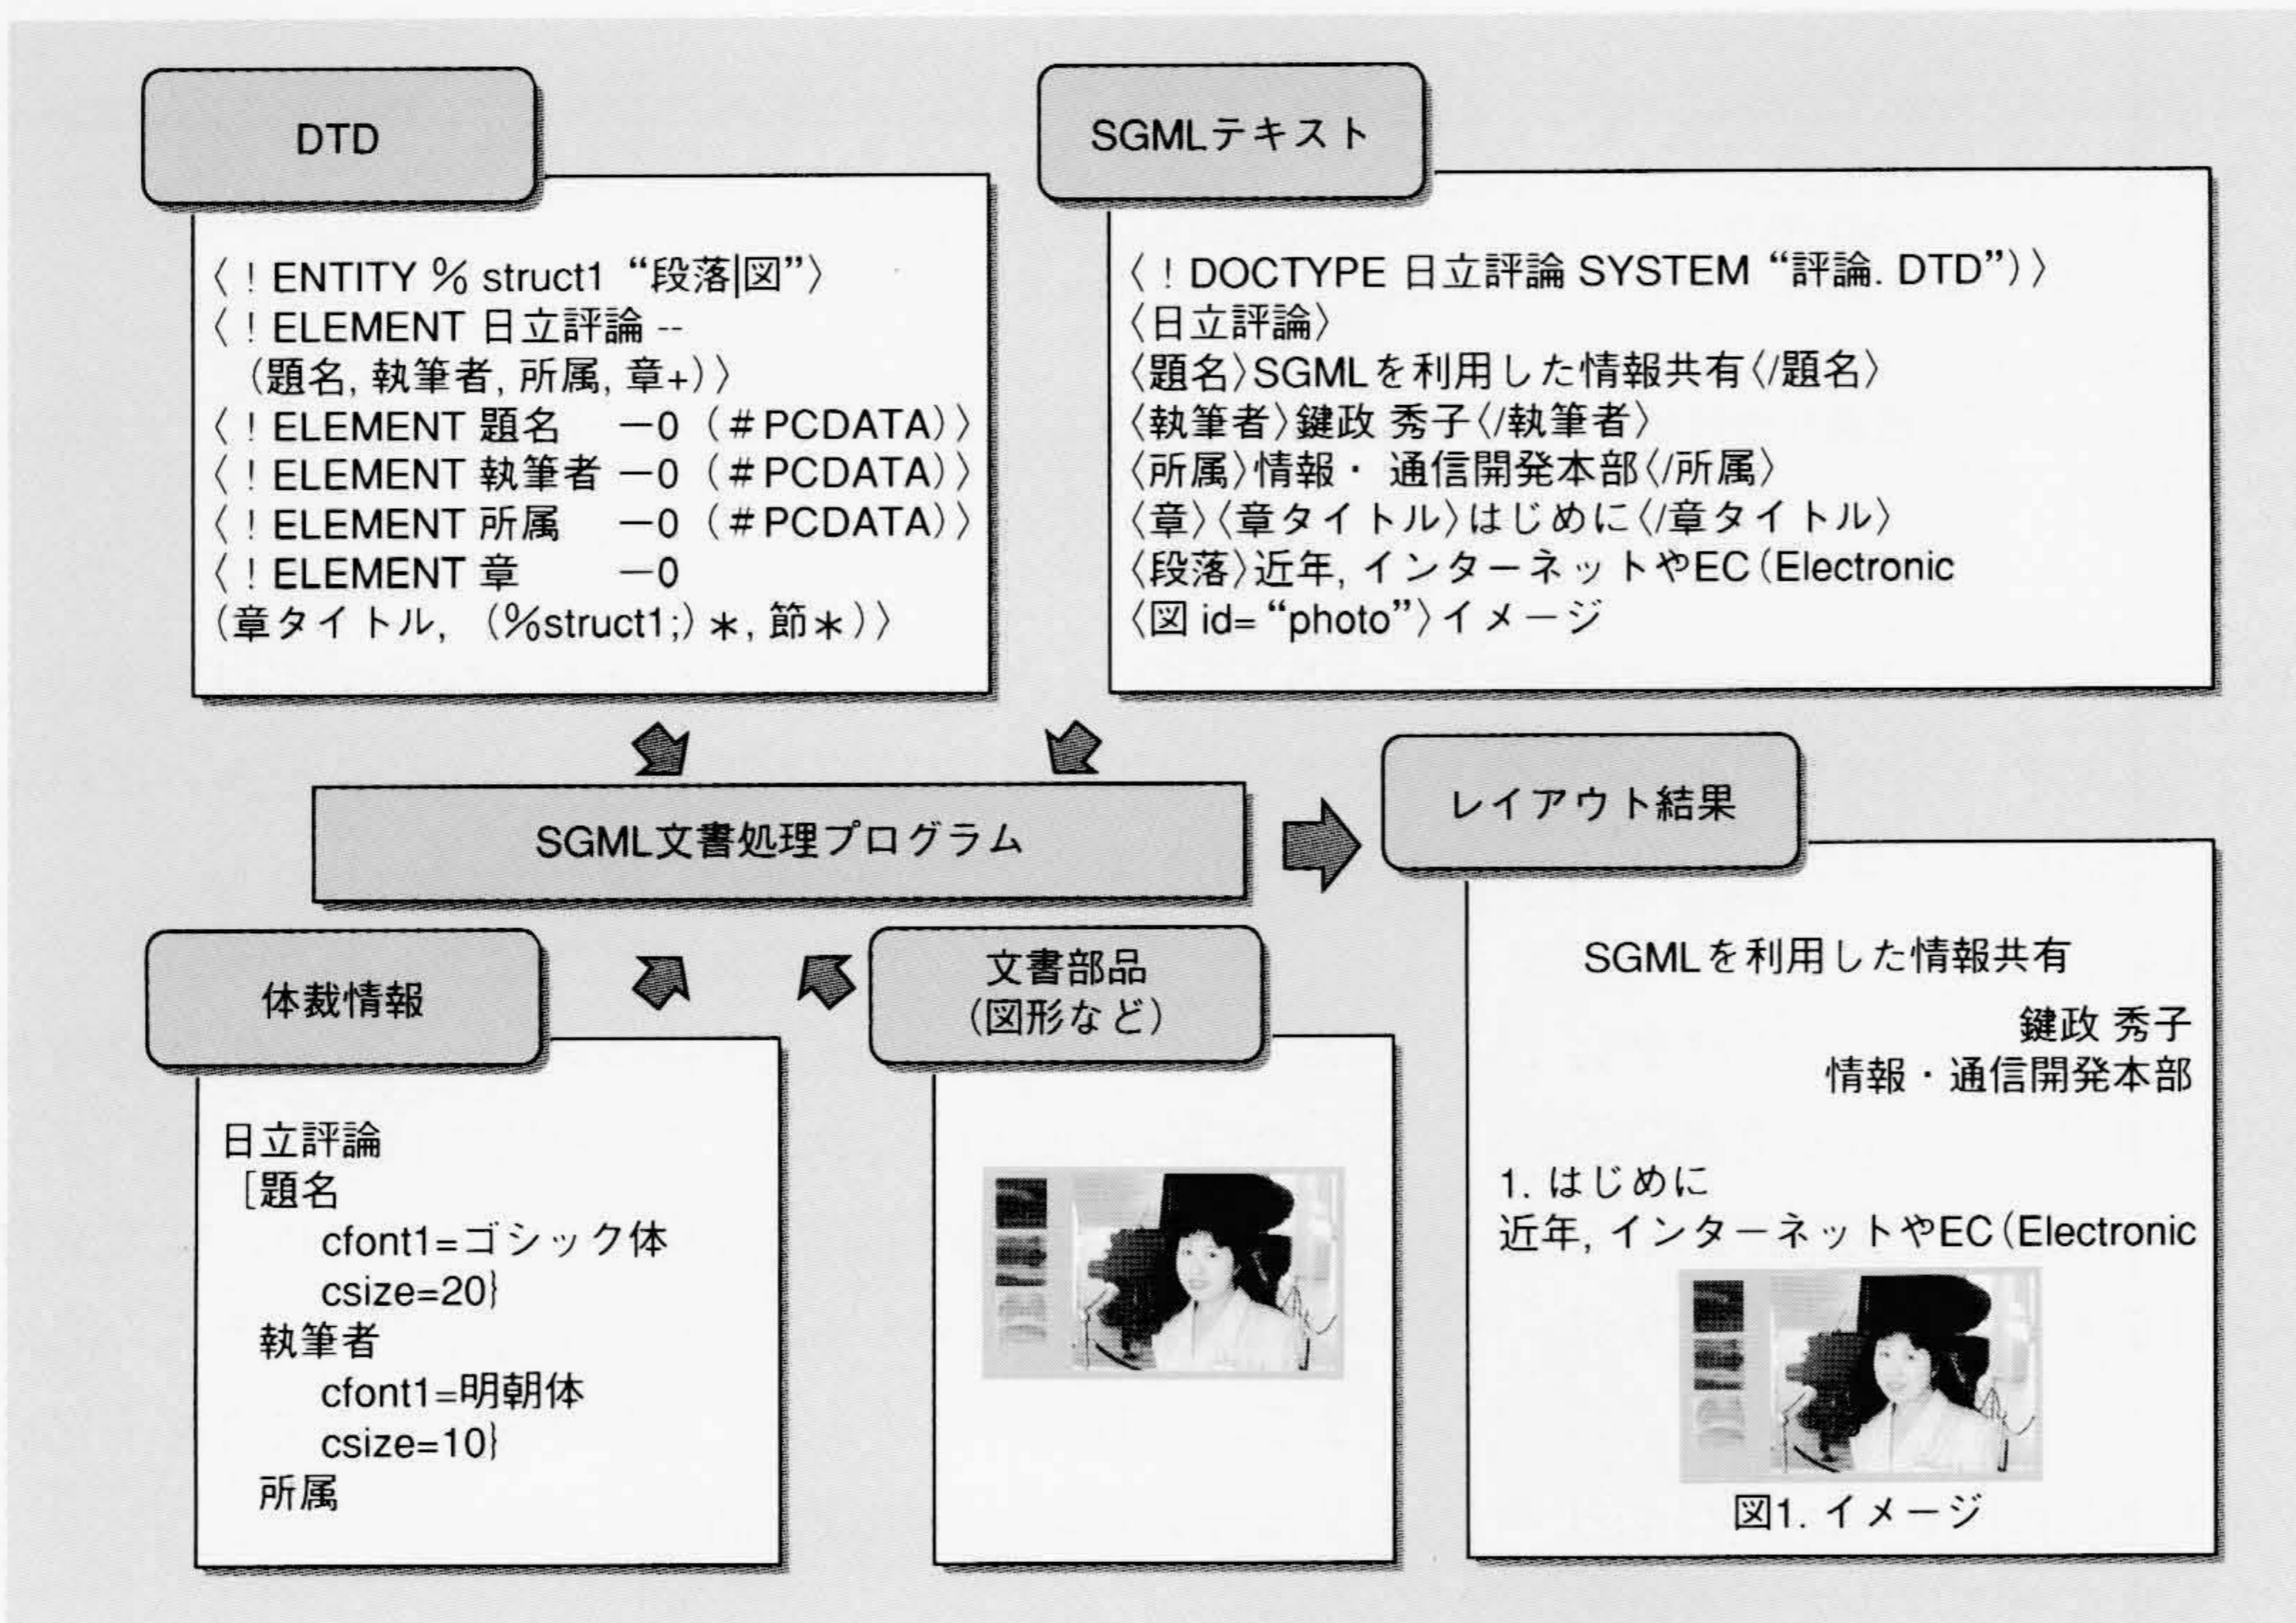 DTD
〈！ENTITY % struct1 “段落|図”〉
〈！ELEMENT 日立評論 --
（題名, 執筆者, 所属, 章+)〉
〈！ELEMENT 題名 －0（＃PCDATA)〉
〈！ELEMENT 執筆者 －0（＃PCDATA)〉
〈！ELEMENT 所属 －0（＃PCDATA)〉
〈！ELEMENT 章 －0
（章タイトル, （%struct1;)＊, 節＊)〉
SGMLテキスト
〈！DOCTYPE 日立評論 SYSTEM “評論. DTD”)〉
〈日立評論〉
〈題名〉SGMLを利用した情報共有〈/題名〉
〈執筆者〉鍵政 秀子〈/執筆者〉
〈所属〉情報・ 通信開発本部〈/所属〉
〈章〉〈章タイトル〉はじめに〈/章タイトル〉
〈段落〉近年, インターネットやEC（Electronic
〈図 id= “photo”〉イメージ
SGML文書処理プログラム
体裁情報
日立評論
［題名
cfont1=ゴシック体
csize=20}
執筆者
cfont1=明朝体
csize=10}
所属
文書部品
（図形など）
レイアウト結果
SGMLを利用した情報共有
鍵政 秀子
情報・通信開発本部
1. はじめに
近年, インターネットやEC（Electronic
図1. イメージ